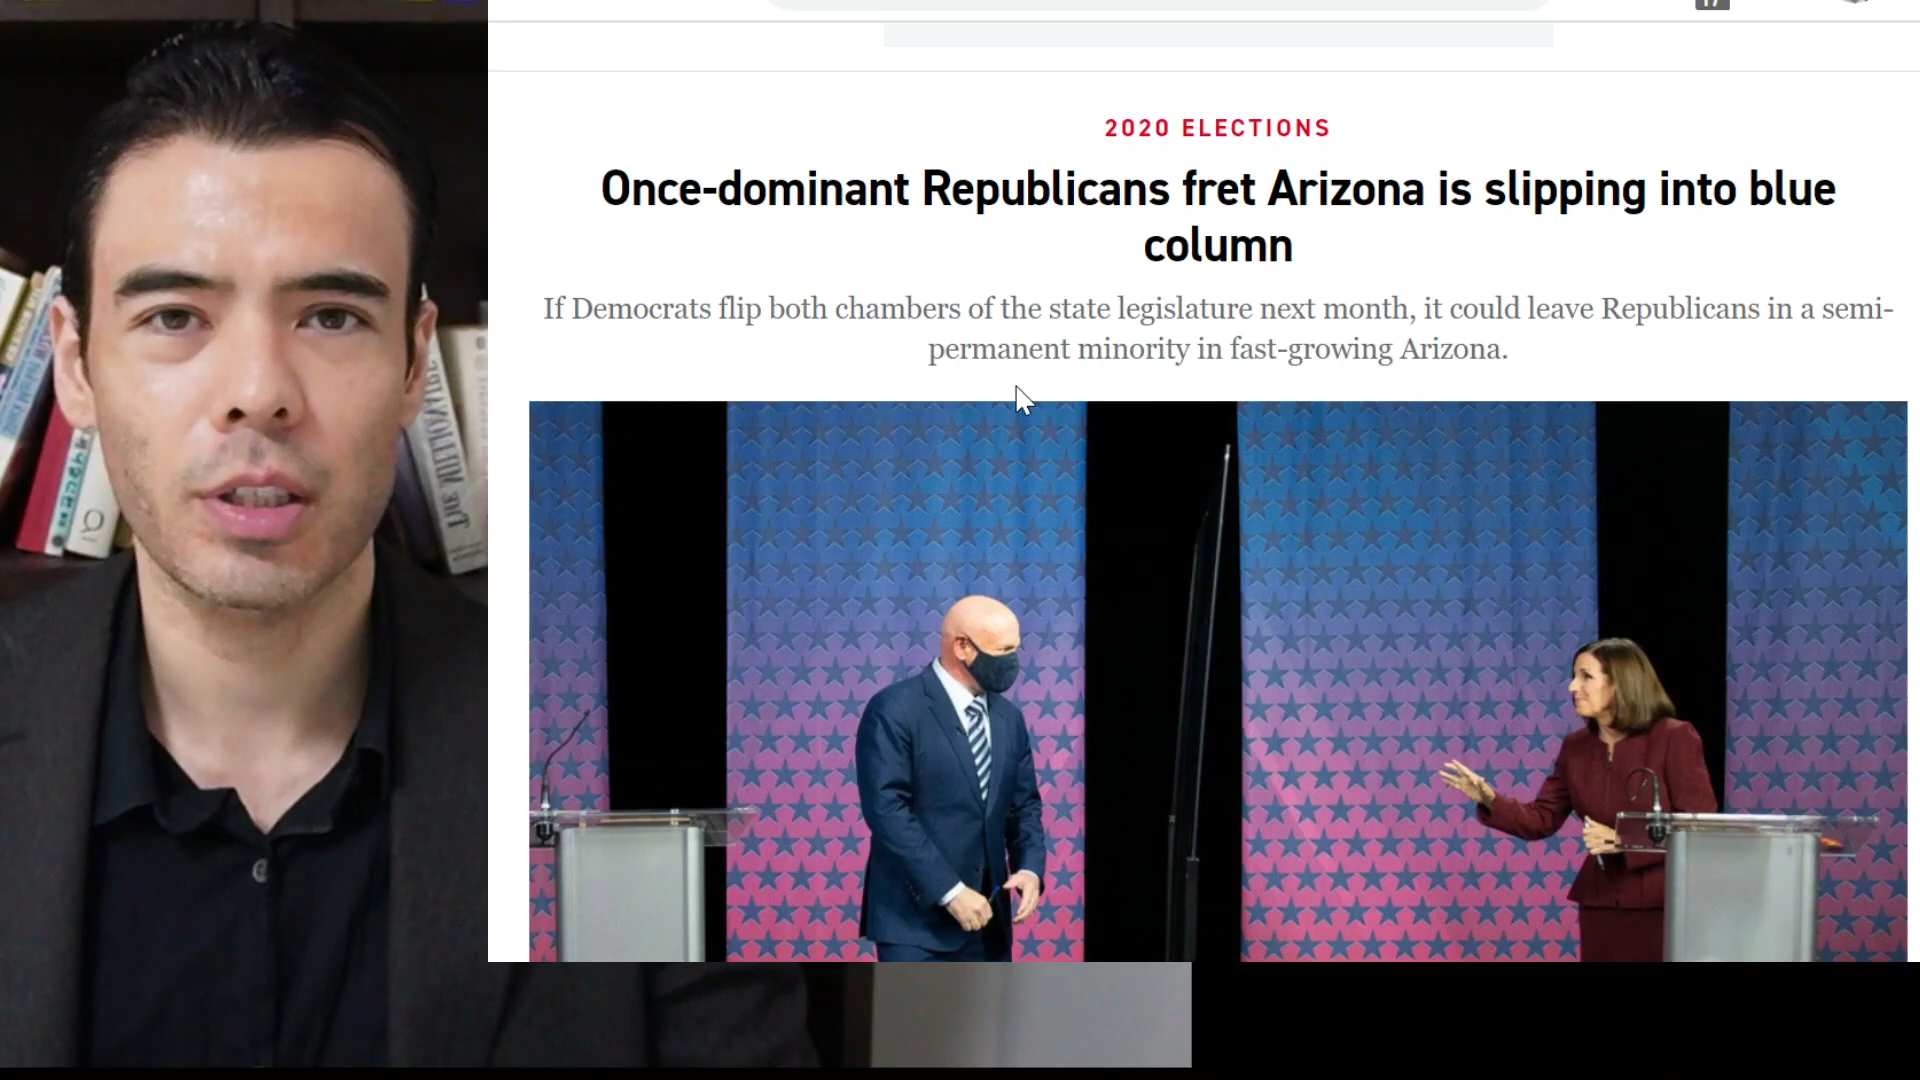 2020 ELECTIONS
Once-dominant Republicans fret Arizona is slipping into blue
column
If Democrats flip both chambers of the state legislature next month, it could leave Republicans in a semi-
permanent minority in fast-growing Arizona.
THE